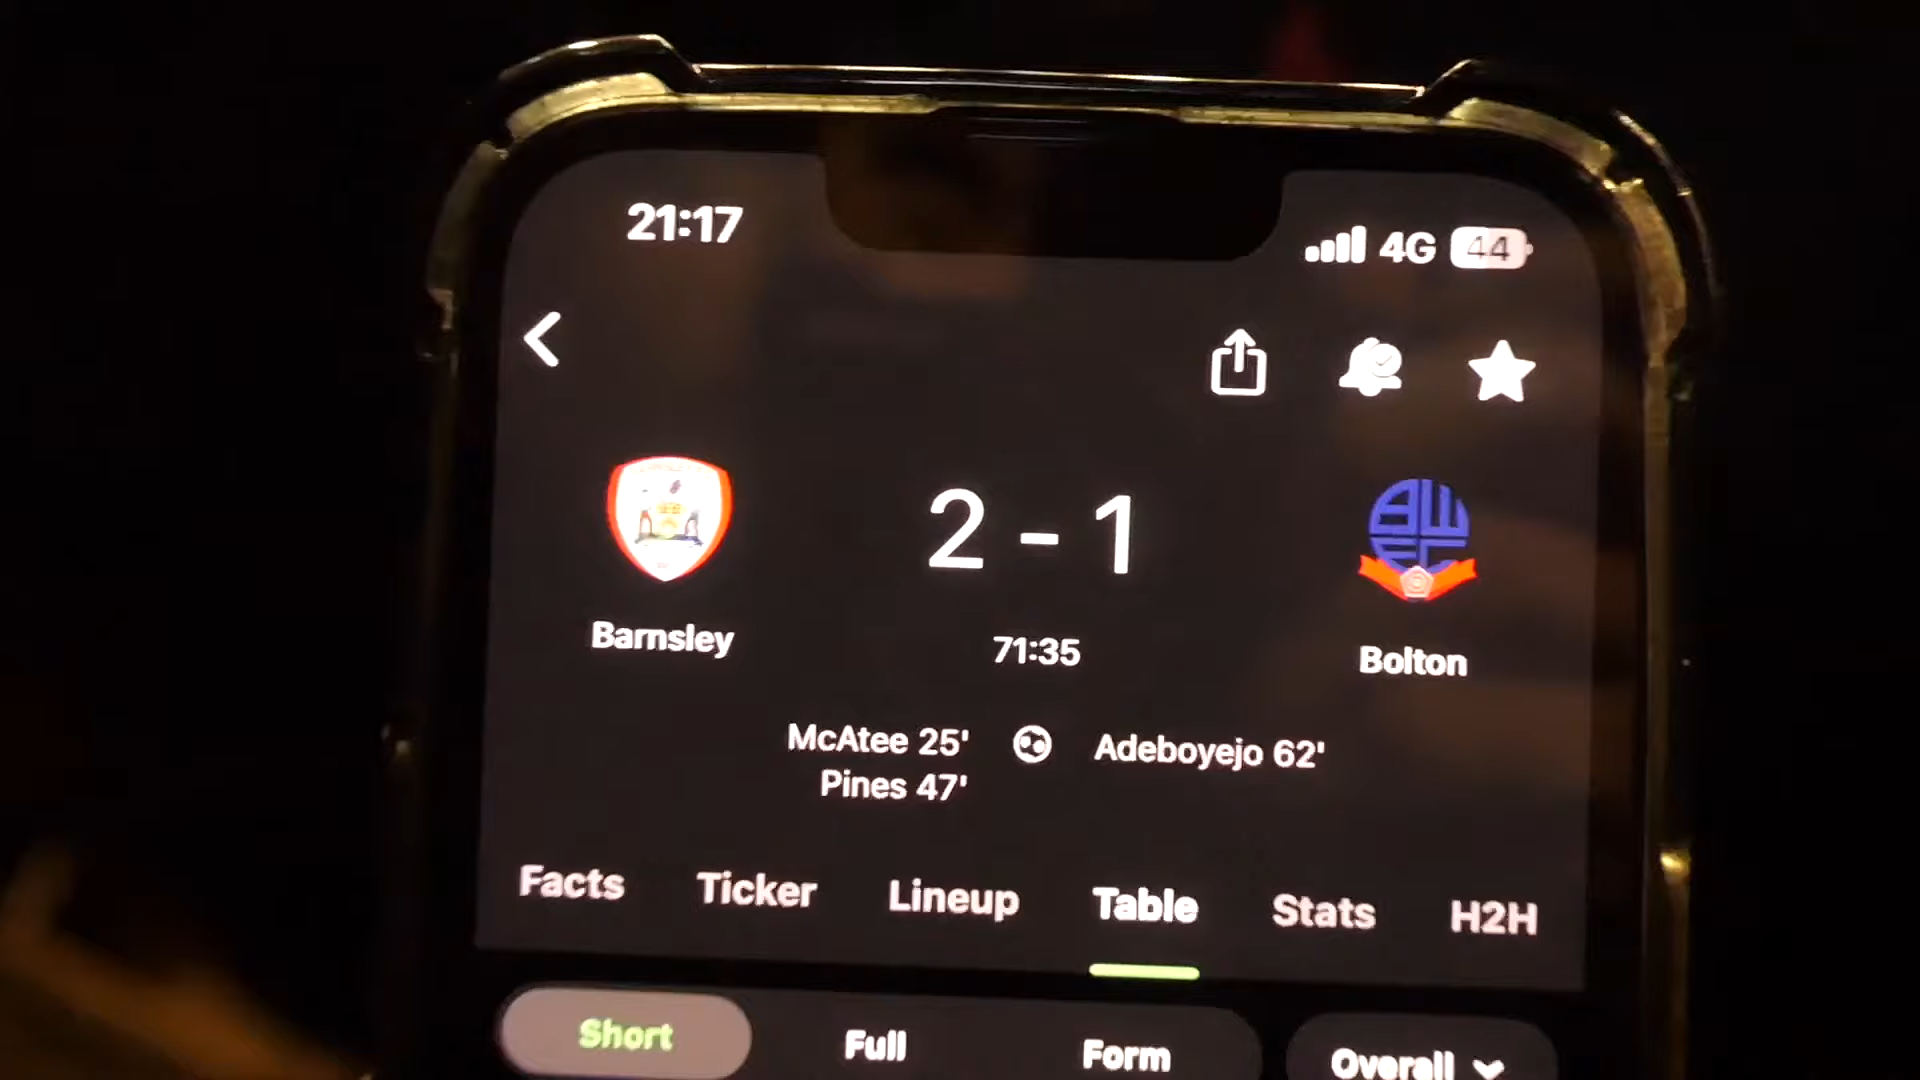 21:17
4G 44
2 - 1
Barnsley
71:35
Bolton
McAtee 25'
Adeboyejo 62'
Pines 47'
Facts Ticker Lineup Table Stats H2H
Short Full Form Overall